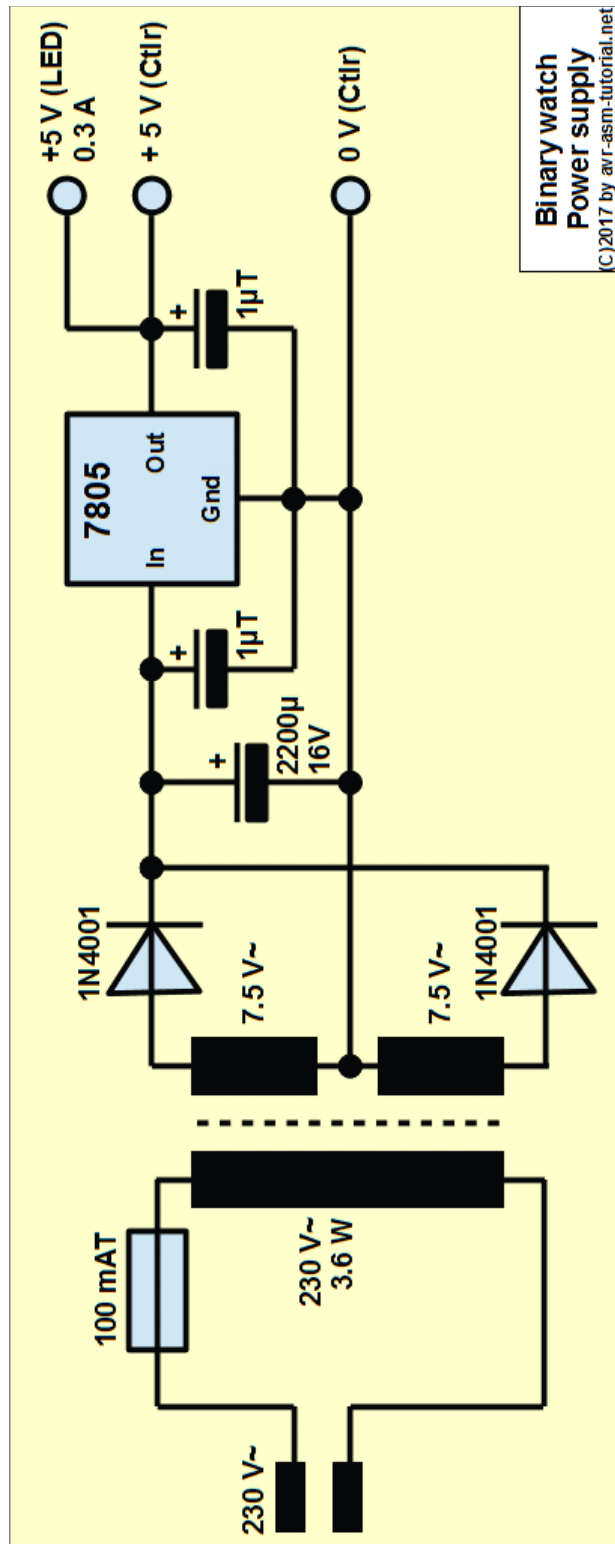 230 V~
100 mAT
230 V~
3.6 W
7.5 V~
7.5 V~
1N4001
1N4001
+
2200µ
16V
+
1µT
7805
In
Out
Gnd
+
1µT
+5 V (LED)
0.3 A
+ 5 V (Ctlr)
0 V (Ctlr)
Binary watch
Power supply
(C)2017 by avr-asm-tutorial.net